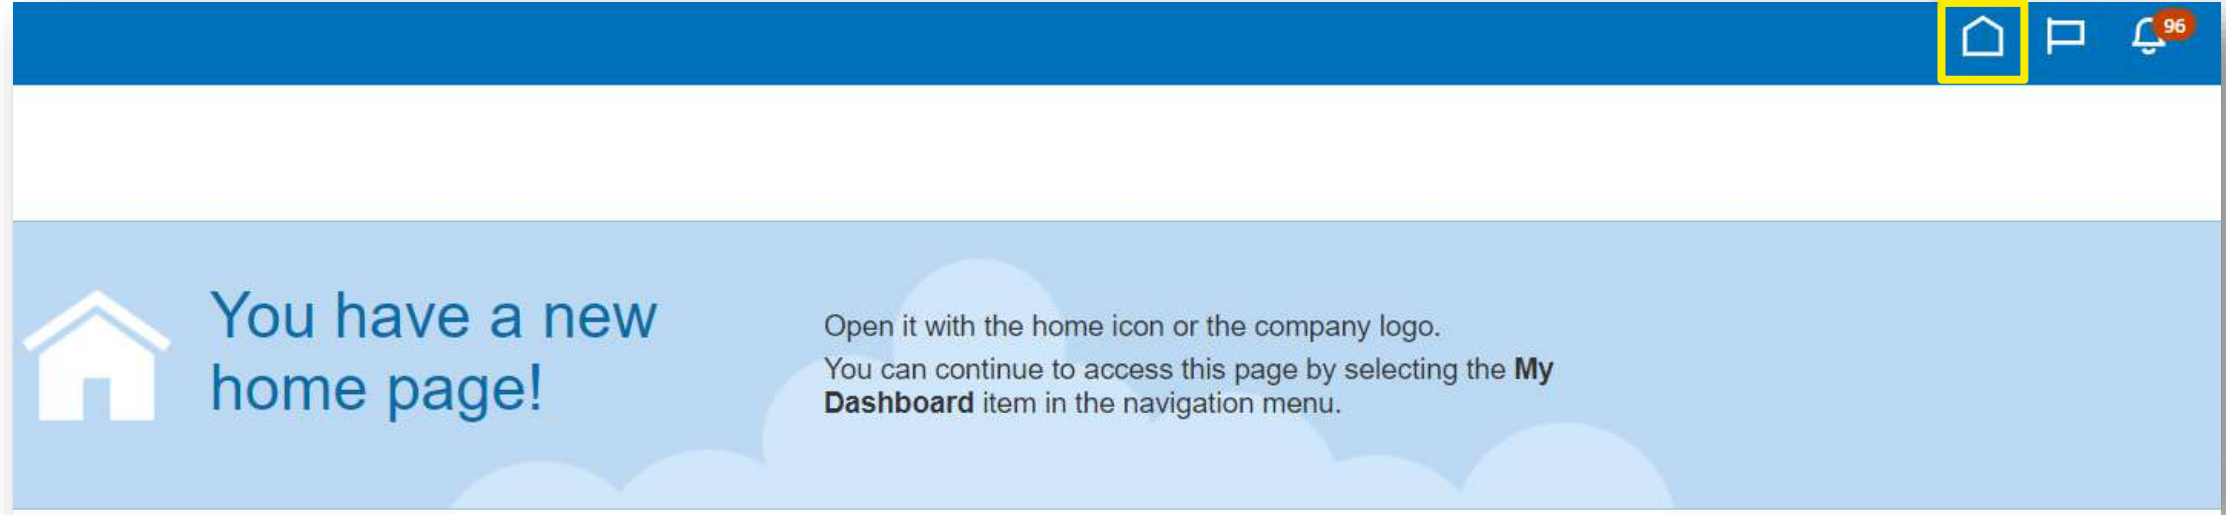 96
You have a new
home page!
Open it with the home icon or the company logo.
You can continue to access this page by selecting the My
Dashboard item in the navigation menu.